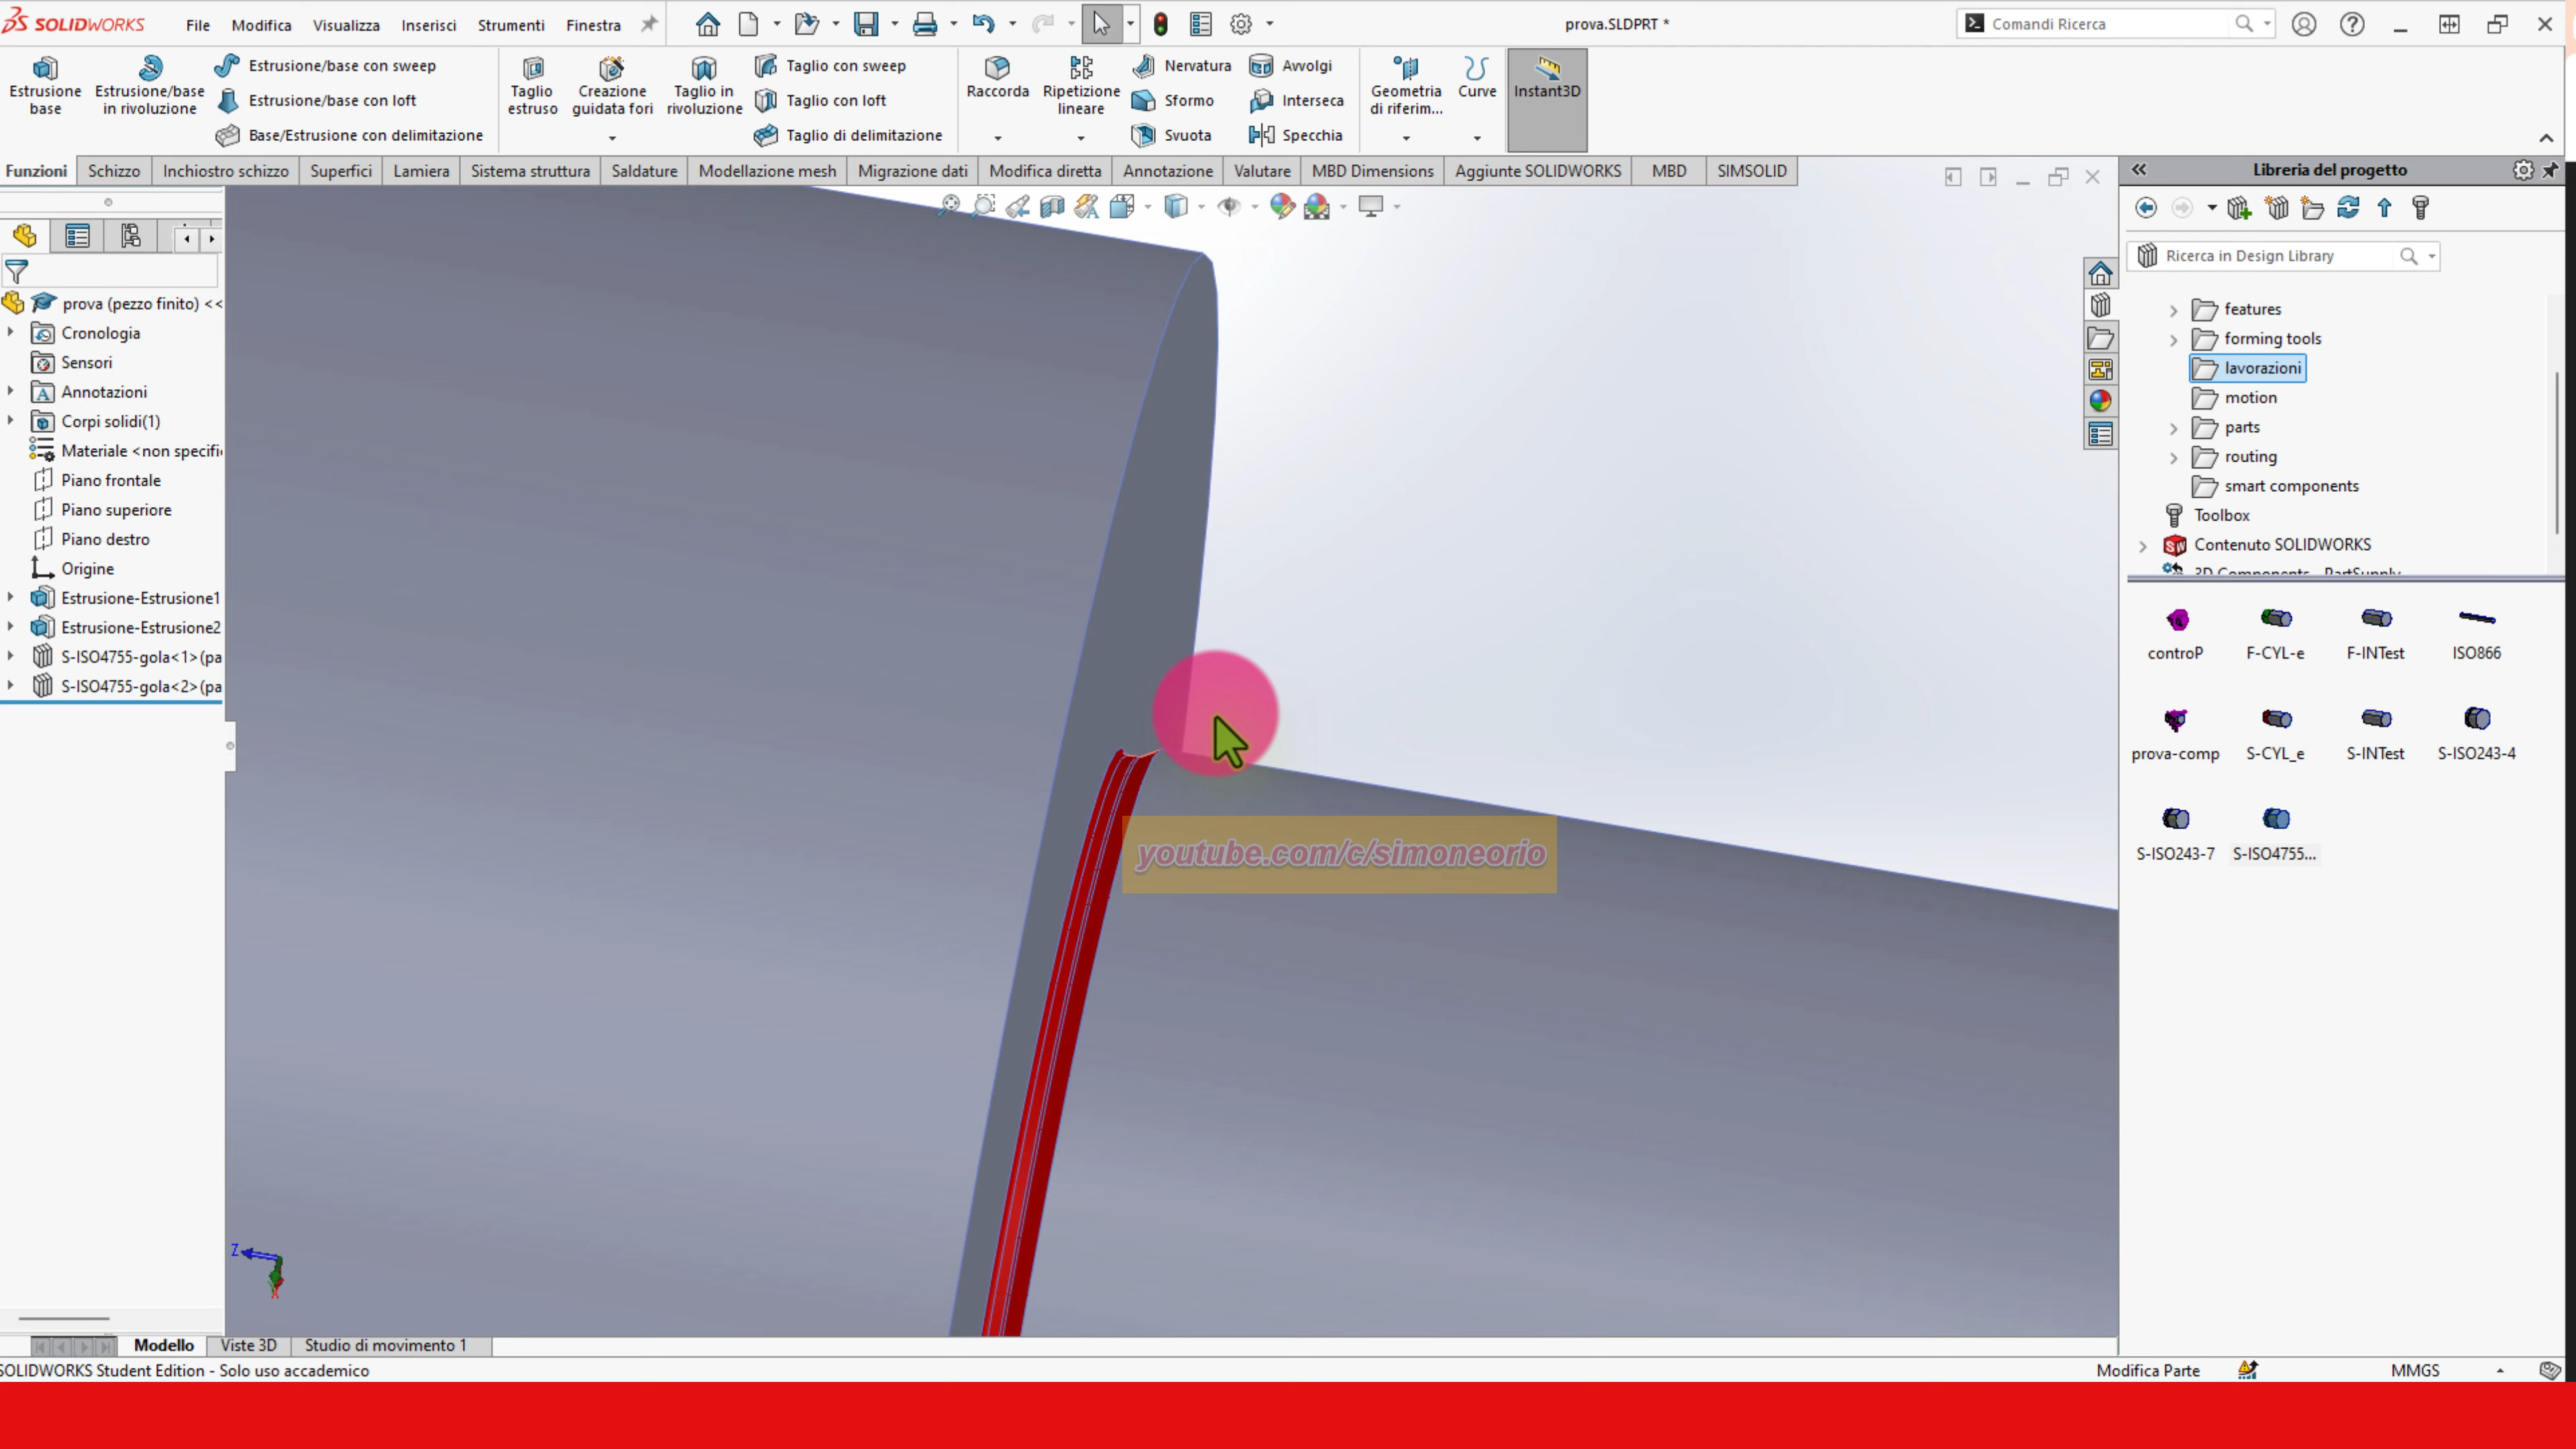 SOLIDWORKS
File Modifica Visualizza Inserisci Strumenti Finestra
prova.SLDPRT *
Comandi Ricerca
Estrusione base
Estrusione/base in rivoluzione
Estrusione/base con sweep
Estrusione/base con loft
Base/Estrusione con delimitazione
Taglio estruso
Creazione guidata fori
Taglio in rivoluzione
Taglio con sweep
Taglio con loft
Taglio di delimitazione
Raccorda
Ripetizione lineare
Nervatura
Sformo
Svuota
Avvolgi
Interseca
Specchia
Geometria di riferim...
Curve
Instant3D
Funzioni Schizzo Inchiostro schizzo Superfici Lamiera Sistema struttura Saldature Modellazione mesh Migrazione dati Modifica diretta Annotazione Valutare MBD Dimensions Aggiunte SOLIDWORKS MBD SIMSOLID
prova (pezzo finito) <<
Cronologia
Sensori
Annotazioni
Corpi solidi(1)
Materiale <non specifi
Piano frontale
Piano superiore
Piano destro
Origine
Estrusione-Estrusione1
Estrusione-Estrusione2
S-ISO4755-gola<1>(pa
S-ISO4755-gola<2>(pa
youtube.com/c/simoneorio
Z
X
Libreria del progetto
Ricerca in Design Library
features
forming tools
lavorazioni
motion
parts
routing
smart components
Toolbox
Contenuto SOLIDWORKS
3D Components - PartSupply
controP F-CYL-e F-INTest ISO866
prova-comp S-CYL_e S-INTest S-ISO243-4
S-ISO243-7 S-ISO4755...
Modello Viste 3D Studio di movimento 1
SOLIDWORKS Student Edition - Solo uso accademico
Modifica Parte
MMGS